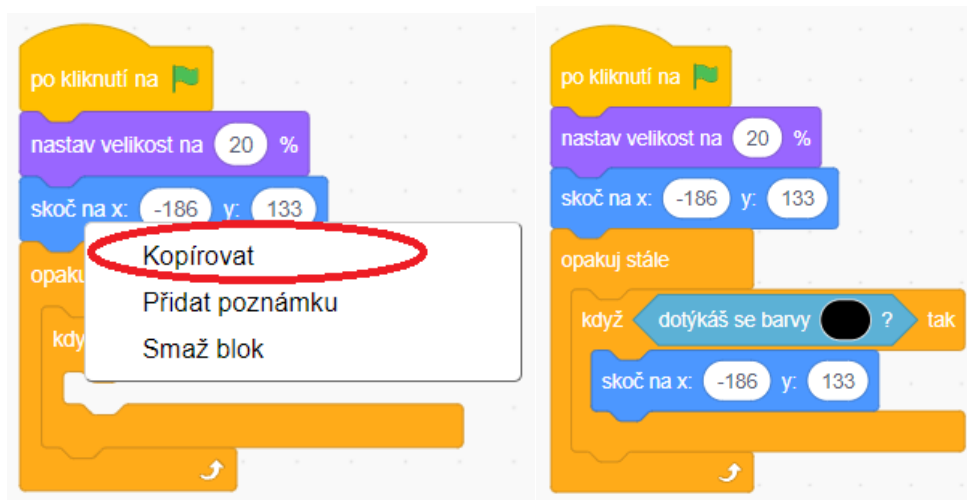 po kliknutí na
nastav velikost na 20 %
skoč na x: -186 y: 133
Kopírovat
opaku
Přidat poznámku
kdy
Smaž blok
po kliknutí na
nastav velikost na 20 %
skoč na x: -186 y: 133
opakuj stále
když dotýkáš se barvy ? tak
skoč na x: -186 y: 133